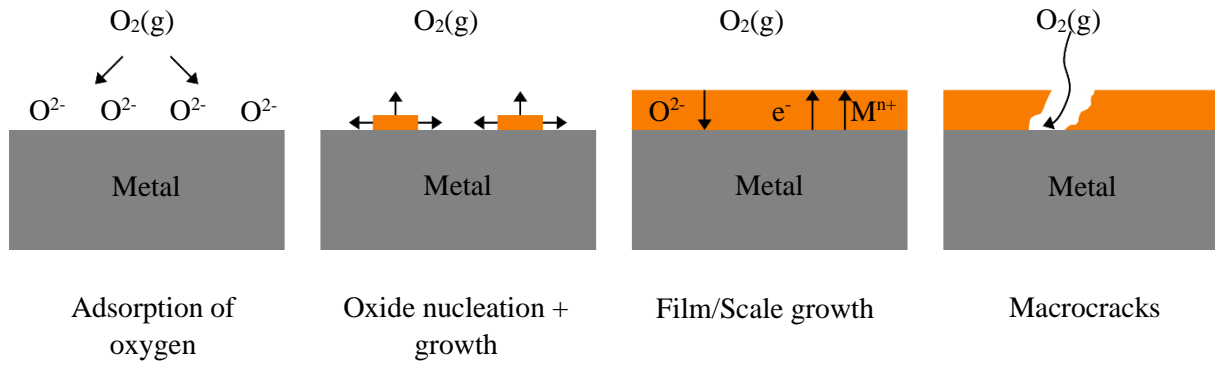 O₂(g) O₂(g) O₂(g) O₂(g)
O²⁻ O²⁻ O²⁻ O²⁻ O²⁻ e⁻ Mⁿ⁺
Metal Metal Metal Metal
Adsorption of oxygen
Oxide nucleation + growth
Film/Scale growth
Macrocracks